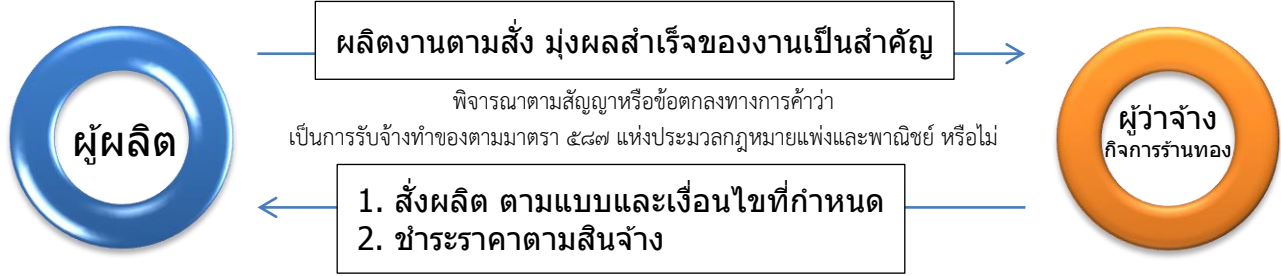 ผลิตงานตามสั่ง มุ่งผลสำเร็จของงานเป็นสำคัญ
พิจารณาตามสัญญาหรือข้อตกลงทางการค้าว่า
เป็นการรับจ้างทำของตามมาตรา ๕๘๗ แห่งประมวลกฎหมายแพ่งและพาณิชย์ หรือไม่
ผู้ผลิต
ผู้ว่าจ้าง
กิจการร้านทอง
1. สั่งผลิต ตามแบบและเงื่อนไขที่กำหนด
2. ชำระราคาตามสินจ้าง